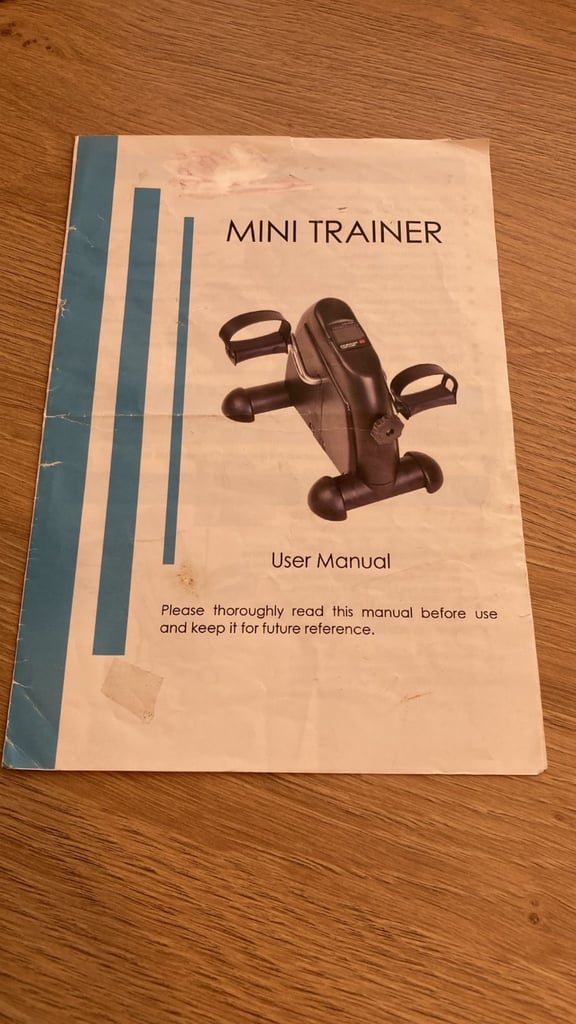 MINI TRAINER
User Manual
Please thoroughly read this manual before use
and keep it for future reference.